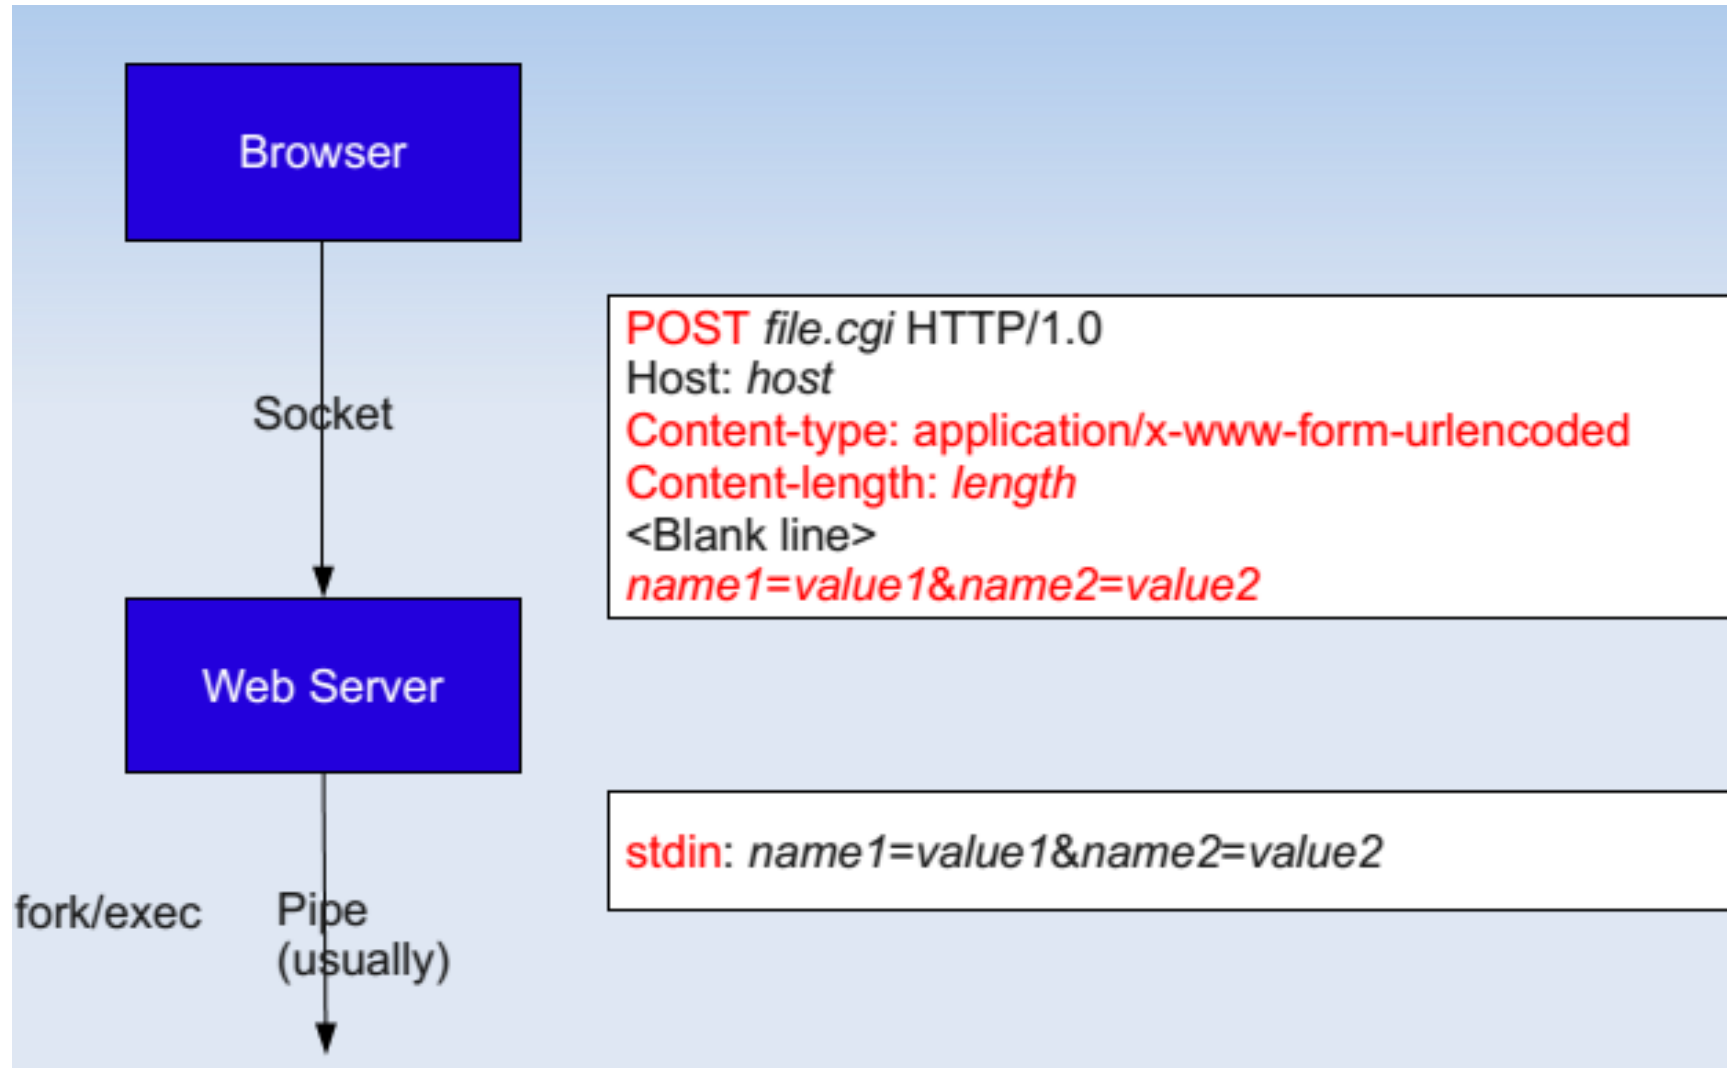 Browser
Socket
POST file.cgi HTTP/1.0
Host: host
Content-type: application/x-www-form-urlencoded
Content-length: length
<Blank line>
name1=value1&name2=value2
Web Server
stdin: name1=value1&name2=value2
fork/exec
Pipe
(usually)